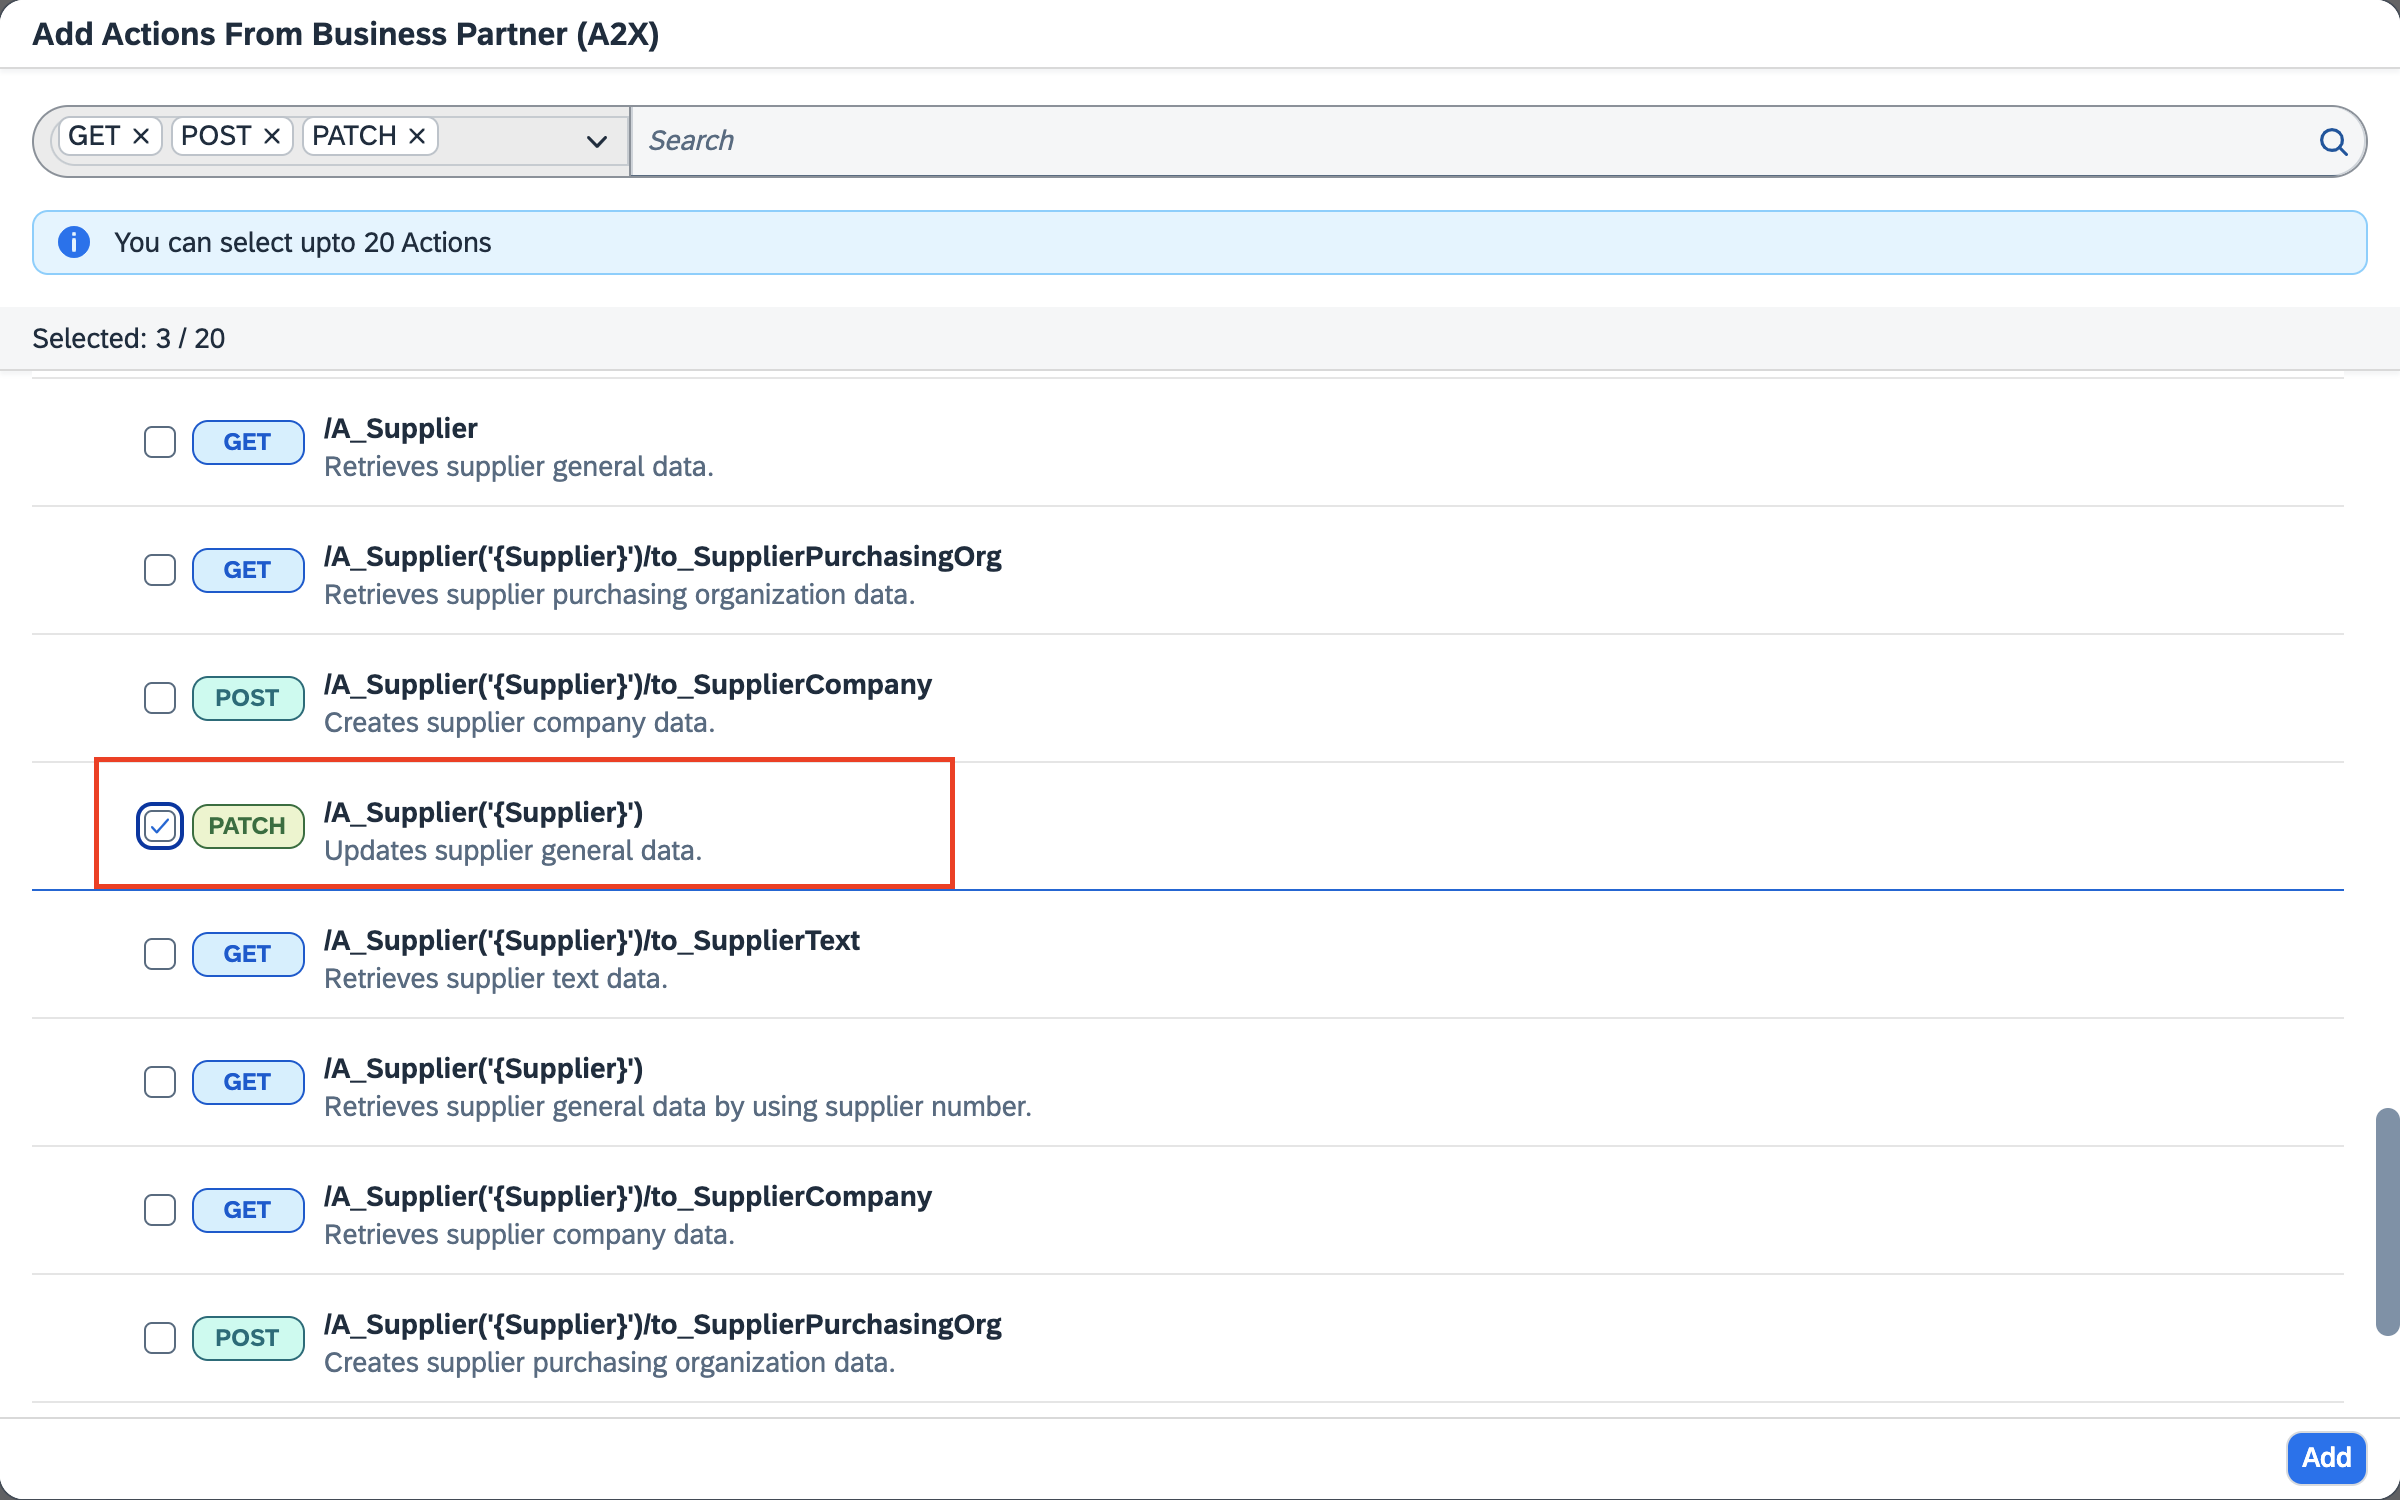 Add Actions From Business Partner (A2X)
GET POST PATCH Search
You can select upto 20 Actions
Selected: 3 / 20
/A_Supplier
GET
Retrieves supplier general data.
/A_Supplier('{Supplier}')/to_SupplierPurchasingOrg
GET
Retrieves supplier purchasing organization data.
/A_Supplier('{Supplier}')/to_SupplierCompany
POST
Creates supplier company data.
/A_Supplier('{Supplier}')
PATCH
Updates supplier general data.
/A_Supplier('{Supplier}')/to_SupplierText
GET
Retrieves supplier text data.
/A_Supplier('{Supplier}')
GET
Retrieves supplier general data by using supplier number.
/A_Supplier('{Supplier}')/to_SupplierCompany
GET
Retrieves supplier company data.
/A_Supplier('{Supplier}')/to_SupplierPurchasingOrg
POST
Creates supplier purchasing organization data.
Add